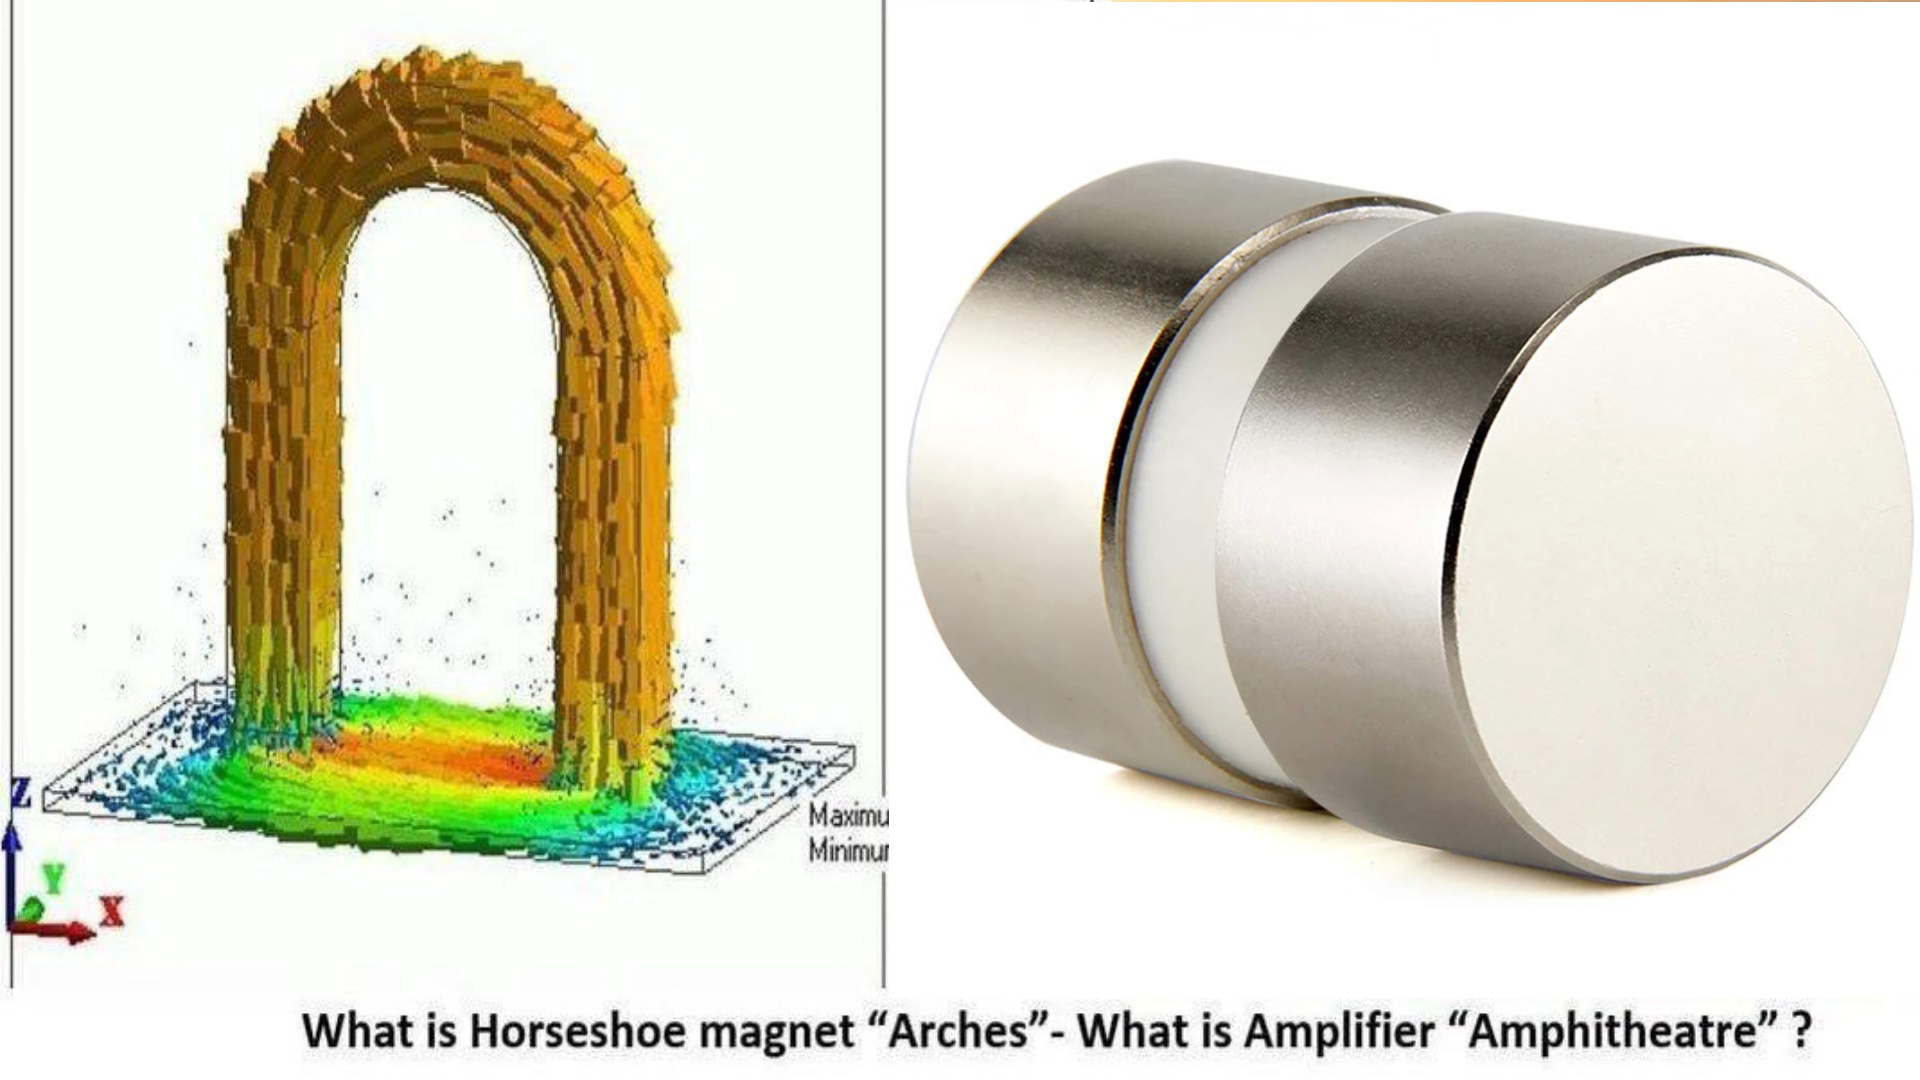 Z
Y
X
Maximu
Minimur
What is Horseshoe magnet “Arches”- What is Amplifier “Amphitheatre” ?